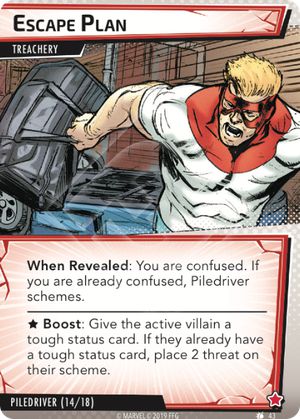 ESCAPE PLAN
TREACHERY
When Revealed: You are confused. If
you are already confused, Piledriver
schemes.
★ Boost: Give the active villain a
tough status card. If they already have
a tough status card, place 2 threat on
their scheme.
PILEDRIVER (14/18)
© MARVEL © 2019 FFG
43